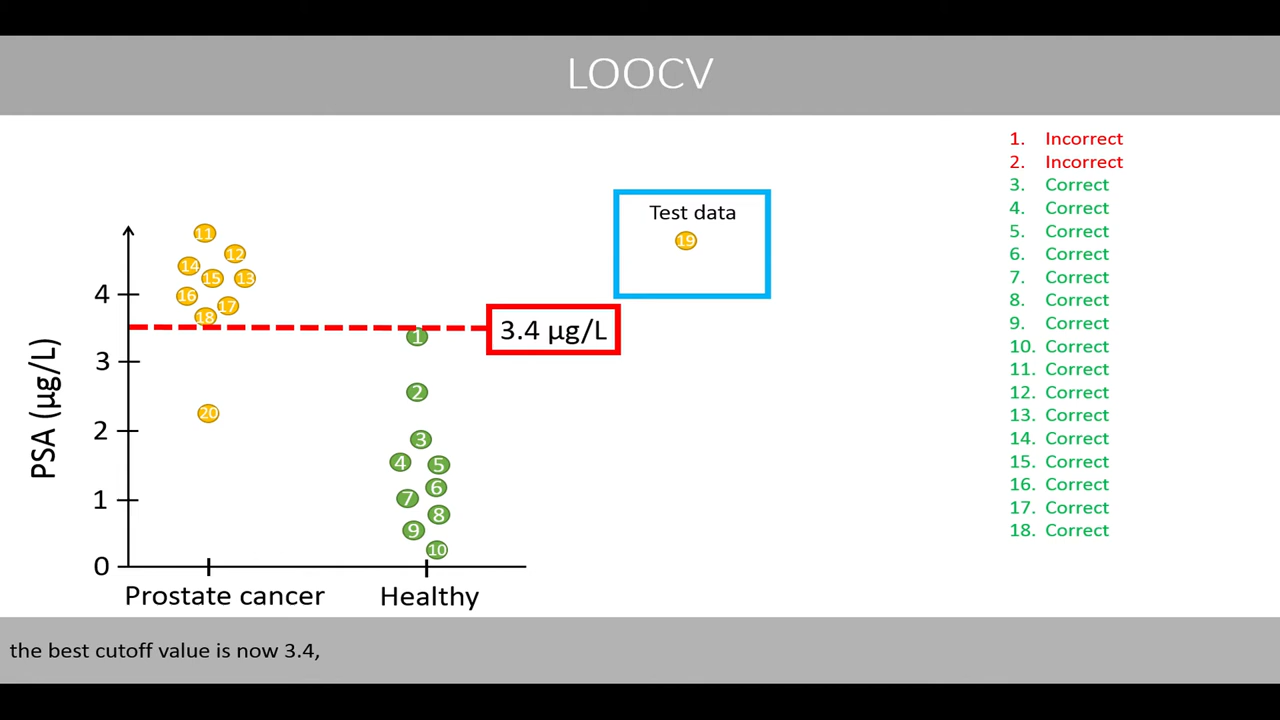 LOOCV
1. Incorrect
2. Incorrect
3. Correct
4. Correct
5. Correct
6. Correct
7. Correct
8. Correct
9. Correct
10. Correct
11. Correct
12. Correct
13. Correct
14. Correct
15. Correct
16. Correct
17. Correct
18. Correct
Test data
19
PSA (µg/L)
4
3
2
1
0
11
12
14
15
13
16
17
18
20
3.4 µg/L
1
2
3
4
5
6
7
8
9
10
Prostate cancer
Healthy
the best cutoff value is now 3.4,